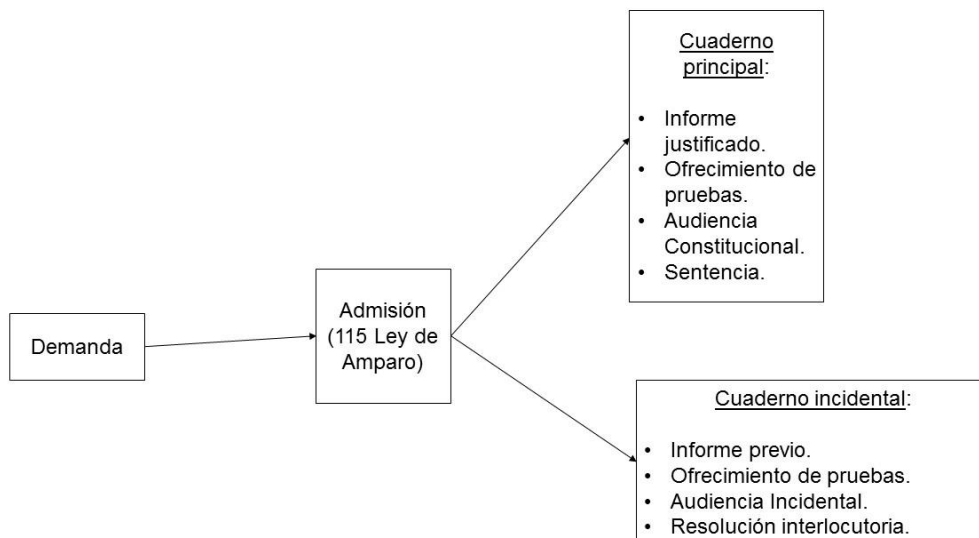 Demanda
Admisión
(115 Ley de
Amparo)
Cuaderno
principal:
• Informe
justificado.
• Ofrecimiento de
pruebas.
• Audiencia
Constitucional.
• Sentencia.
Cuaderno incidental:
• Informe previo.
• Ofrecimiento de pruebas.
• Audiencia Incidental.
• Resolución interlocutoria.